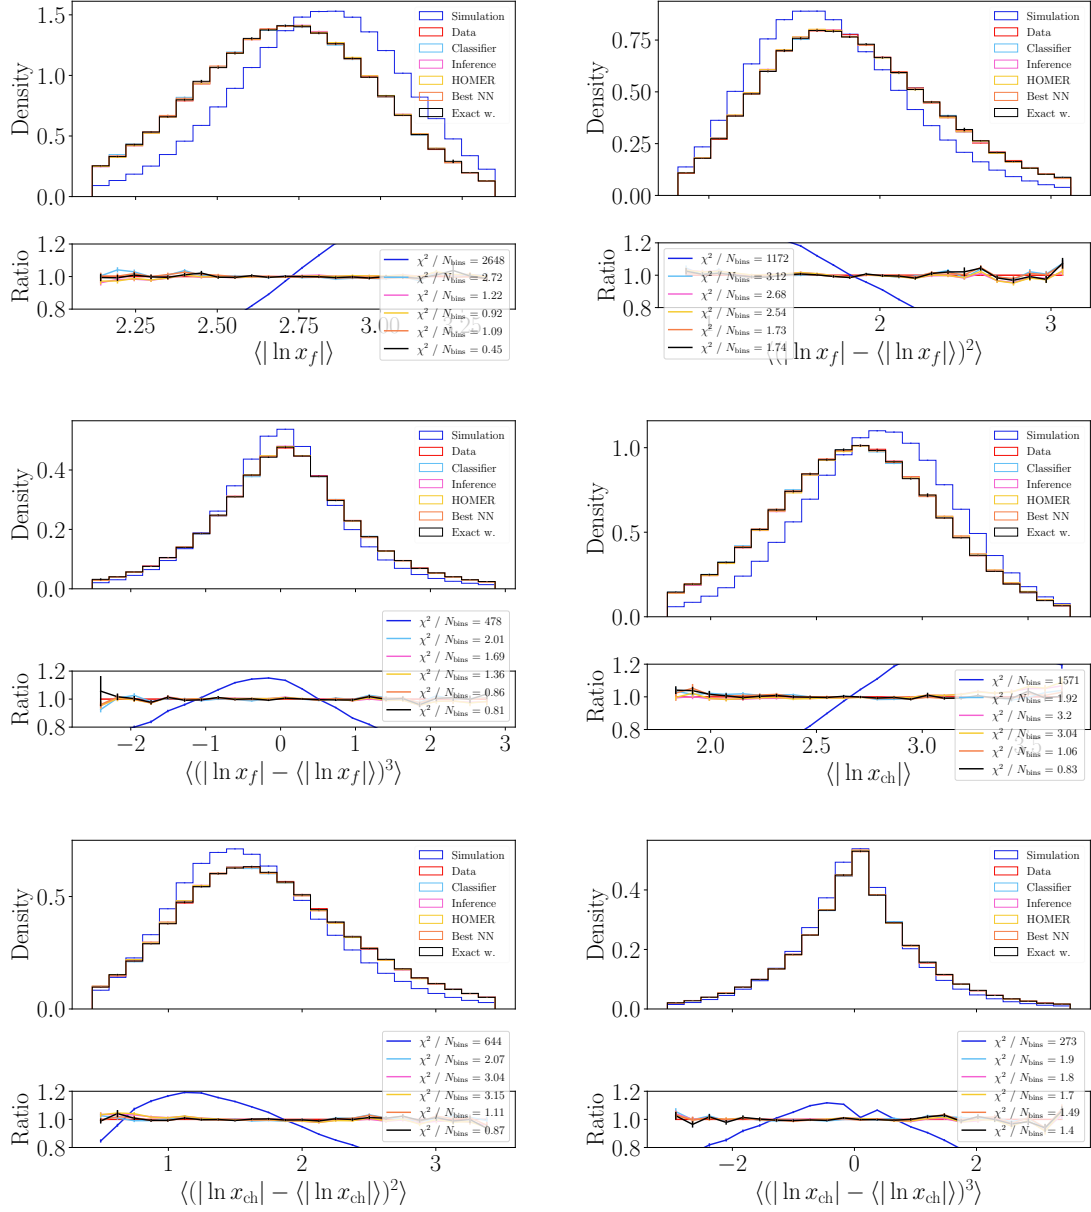 1.5
1.0
0.5
0.0
Density
Simulation
Data
Classifier
Inference
HOMER
Best NN
Exact w.
1.2
1.0
0.8
Ratio
χ² / N_bins = 2648
χ² / N_bins = 2.72
χ² / N_bins = 1.22
χ² / N_bins = 0.92
χ² / N_bins = 1.09
χ² / N_bins = 0.45
2.25 2.50 2.75 3.00 3.25
⟨| ln x_f|⟩
0.75
0.50
0.25
0.00
Density
Simulation
Data
Classifier
Inference
HOMER
Best NN
Exact w.
1.2
1.0
0.8
Ratio
χ² / N_bins = 1172
χ² / N_bins = 3.12
χ² / N_bins = 2.68
χ² / N_bins = 2.54
χ² / N_bins = 1.73
χ² / N_bins = 1.74
1 2 3
⟨(| ln x_f| − ⟨| ln x_f|⟩)²⟩
0.4
0.2
0.0
Density
Simulation
Data
Classifier
Inference
HOMER
Best NN
Exact w.
1.2
1.0
0.8
Ratio
χ² / N_bins = 478
χ² / N_bins = 2.01
χ² / N_bins = 1.69
χ² / N_bins = 1.36
χ² / N_bins = 0.86
χ² / N_bins = 0.81
−2 −1 0 1 2 3
⟨(| ln x_f| − ⟨| ln x_f|⟩)³⟩
1.0
0.5
0.0
Density
Simulation
Data
Classifier
Inference
HOMER
Best NN
Exact w.
1.2
1.0
0.8
Ratio
χ² / N_bins = 1571
χ² / N_bins = 1.92
χ² / N_bins = 3.2
χ² / N_bins = 3.04
χ² / N_bins = 1.06
χ² / N_bins = 0.83
2.0 2.5 3.0 3.5
⟨| ln x_ch|⟩
0.5
0.0
Density
Simulation
Data
Classifier
Inference
HOMER
Best NN
Exact w.
1.2
1.0
0.8
Ratio
χ² / N_bins = 644
χ² / N_bins = 2.07
χ² / N_bins = 3.04
χ² / N_bins = 3.15
χ² / N_bins = 1.11
χ² / N_bins = 0.87
1 2 3
⟨(| ln x_ch| − ⟨| ln x_ch|⟩)²⟩
0.4
0.2
0.0
Density
Simulation
Data
Classifier
Inference
HOMER
Best NN
Exact w.
1.2
1.0
0.8
Ratio
χ² / N_bins = 273
χ² / N_bins = 1.9
χ² / N_bins = 1.8
χ² / N_bins = 1.7
χ² / N_bins = 1.49
χ² / N_bins = 1.4
−2 0 2
⟨(| ln x_ch| − ⟨| ln x_ch|⟩)³⟩